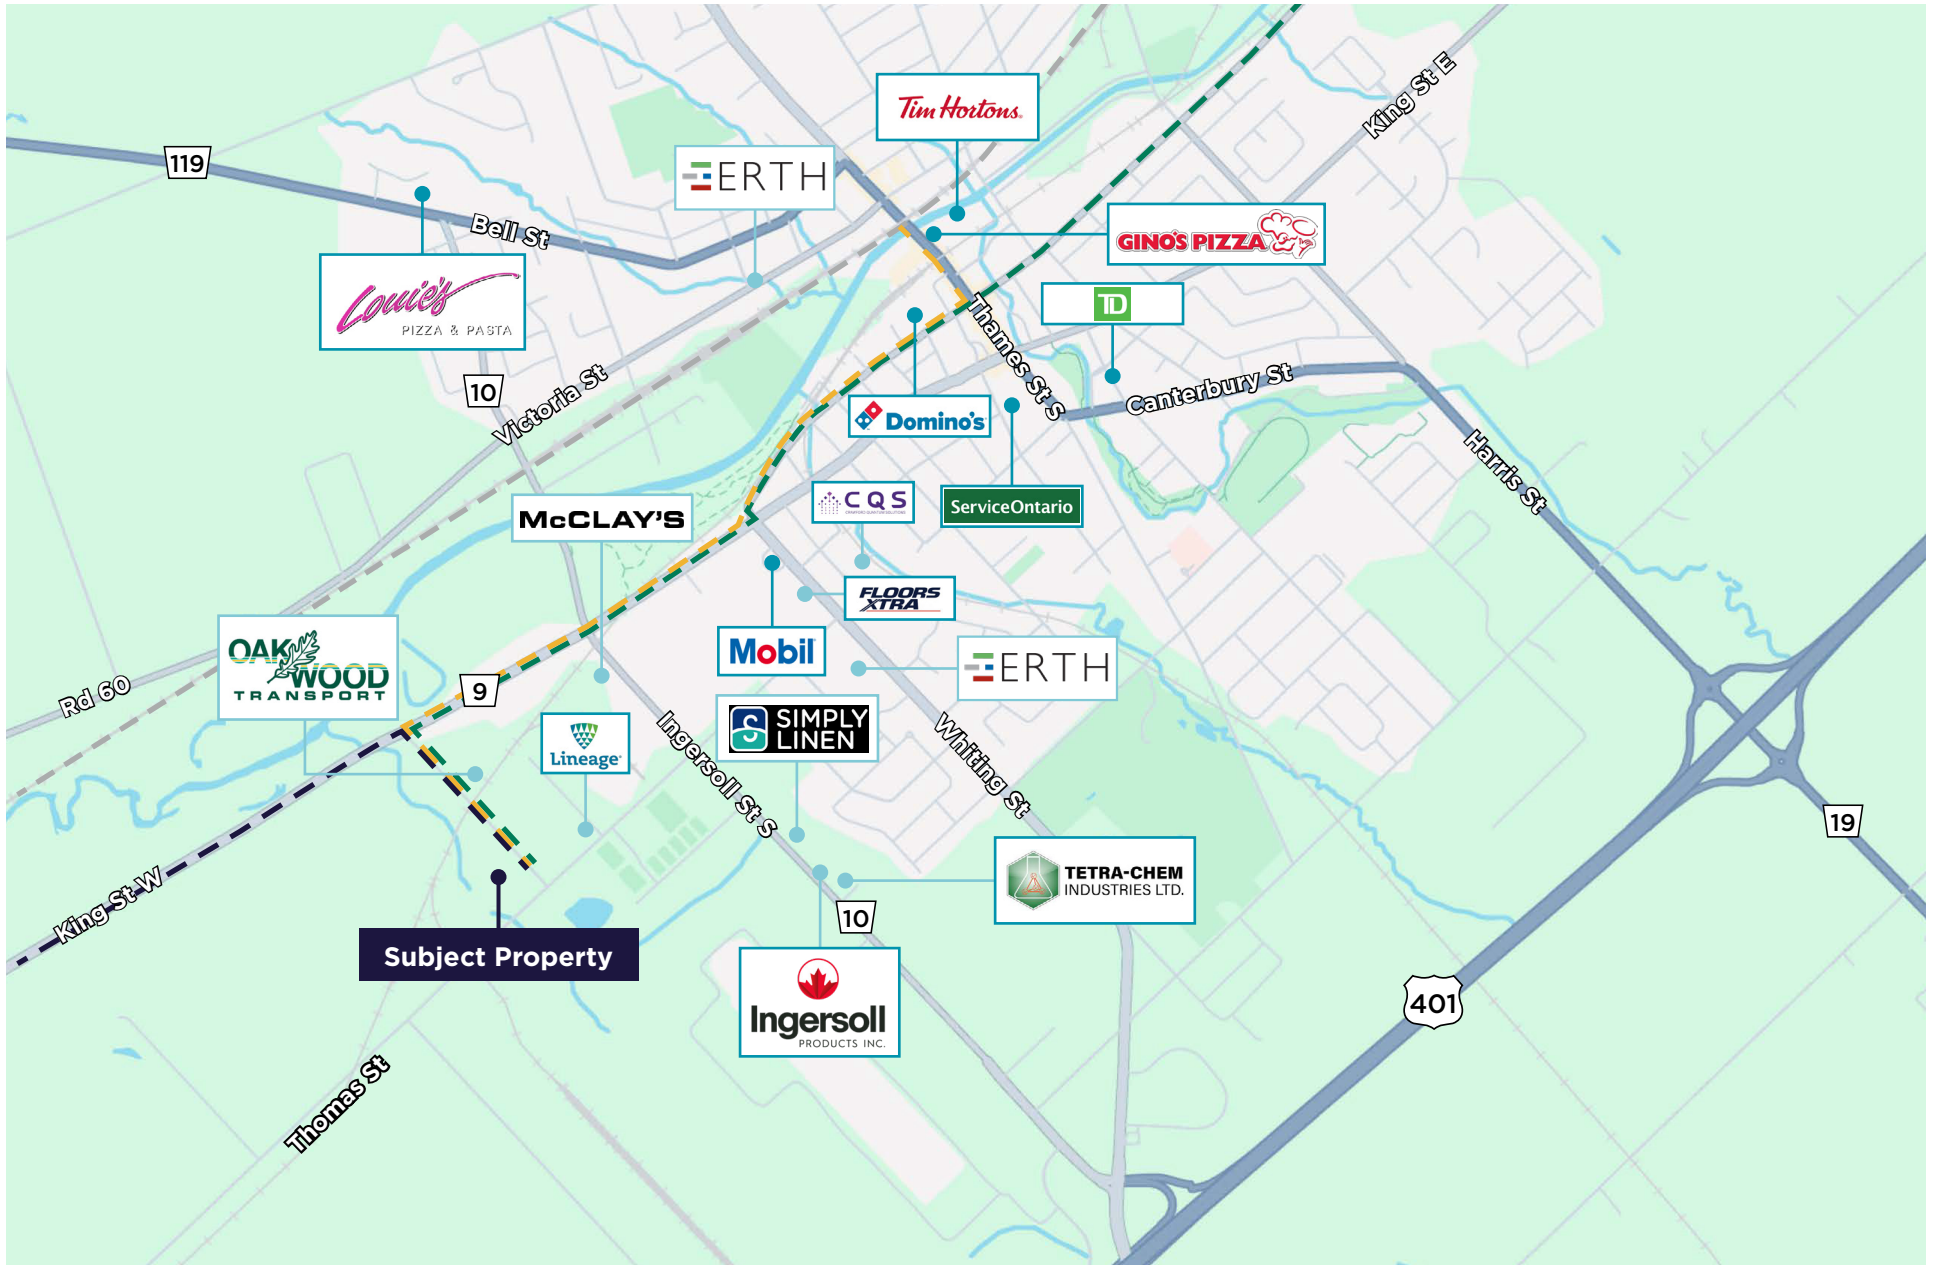 King St E
Tim Hortons
119
ERTH
Bell St
GINO'S PIZZA
TD
Louie's
PIZZA & PASTA
Thames St S
10
Victoria St
Canterbury St
Domino's
Harris St
McCLAY'S
CQS
ServiceOntario
FLOORS
XTRA
OAK
WOOD
TRANSPORT
Mobil
ERTH
Rd 60
9
Lineage
SIMPLY
LINEN
Ingersoll St S
Whiting St
19
TETRA-CHEM
INDUSTRIES LTD.
King St W
10
Subject Property
401
Ingersoll
PRODUCTS INC.
Thomas St